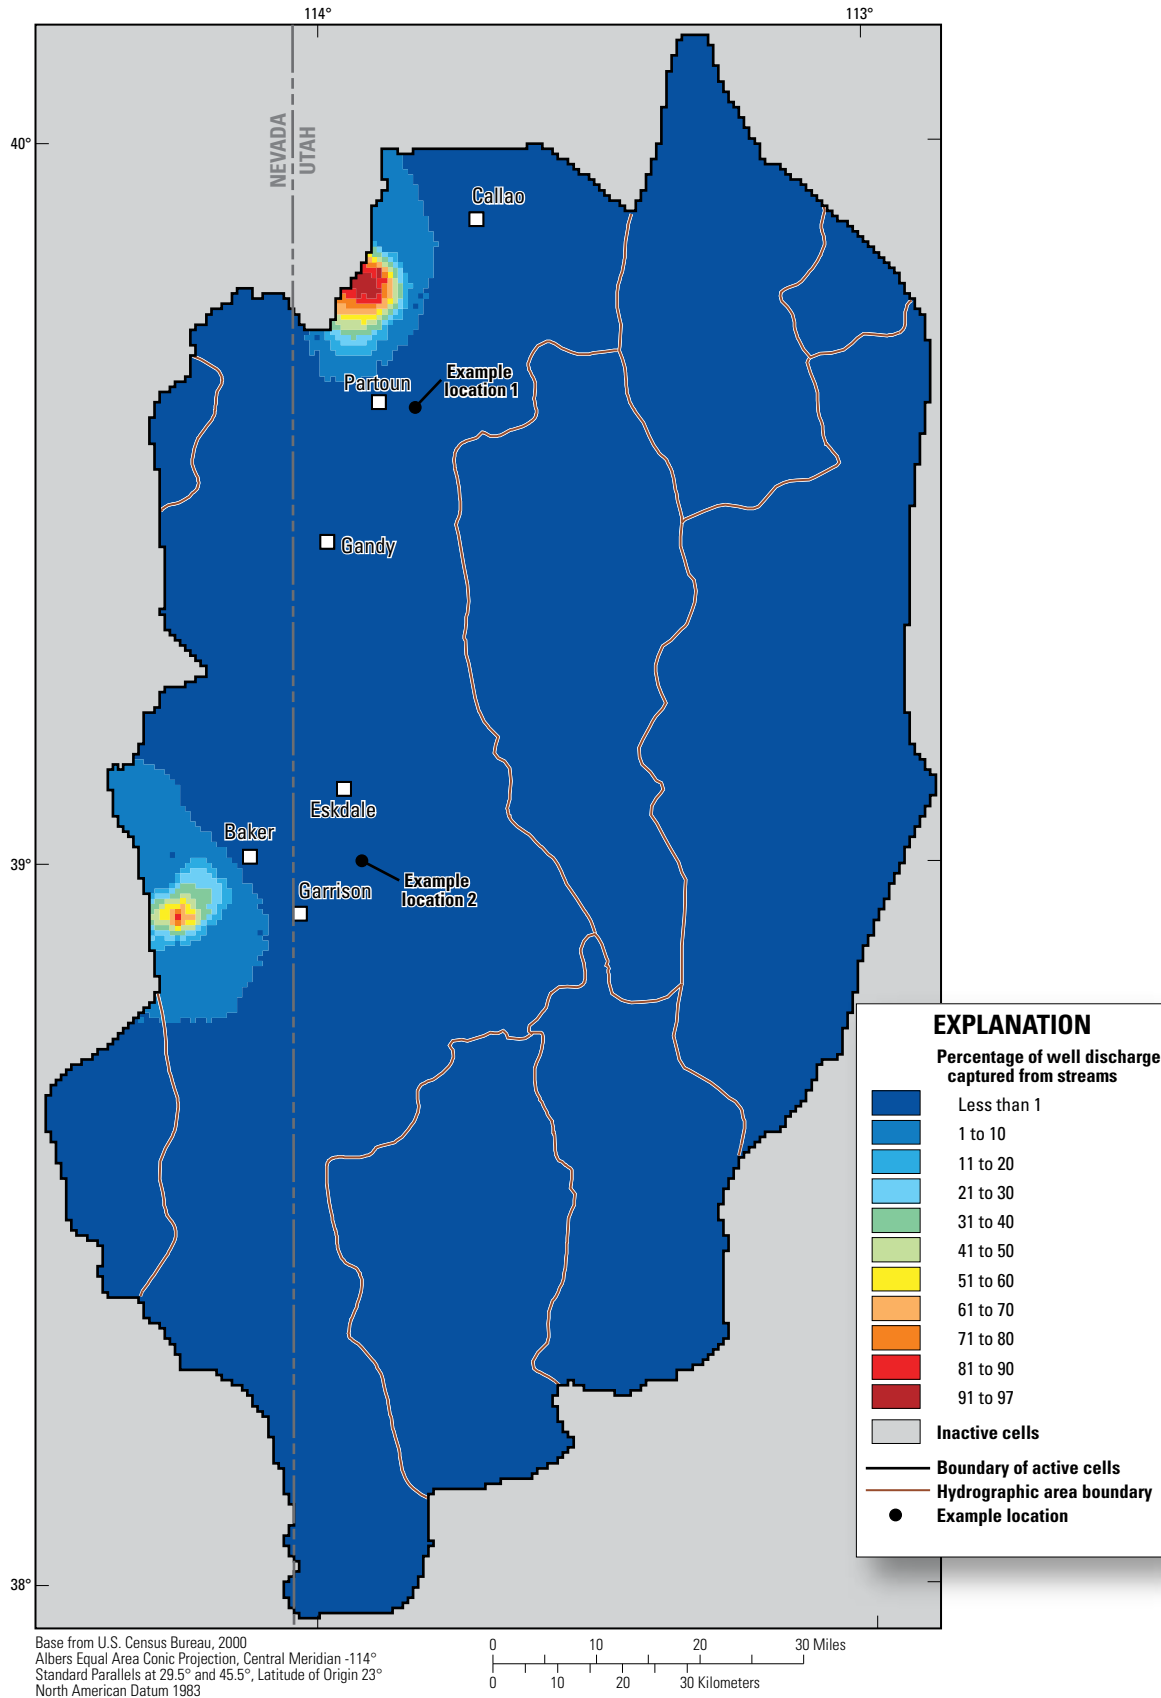 114°
113°
40°
NEVADA
UTAH
Callao
Partoun
Example
location 1
Gandy
Eskdale
Baker
39°
Example
location 2
Garrison
EXPLANATION
Percentage of well discharge
captured from streams
Less than 1
1 to 10
11 to 20
21 to 30
31 to 40
41 to 50
51 to 60
61 to 70
71 to 80
81 to 90
91 to 97
Inactive cells
Boundary of active cells
Hydrographic area boundary
Example location
38°
Base from U.S. Census Bureau, 2000
Albers Equal Area Conic Projection, Central Meridian -114°
Standard Parallels at 29.5° and 45.5°, Latitude of Origin 23°
North American Datum 1983
0 10 20 30 Miles
0 10 20 30 Kilometers